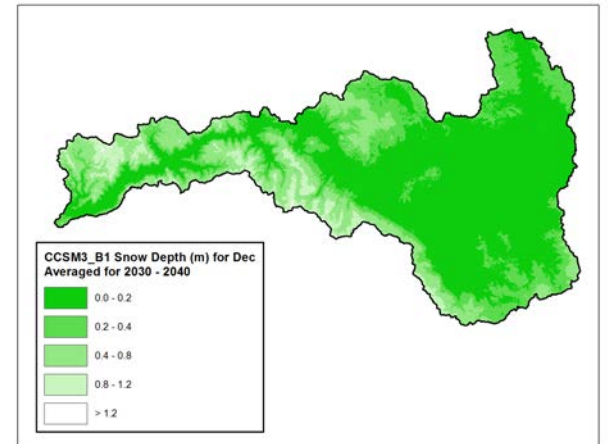 CCSM3_B1 Snow Depth (m) for Dec
Averaged for 2030 - 2040
0.0 - 0.2
0.2 - 0.4
0.4 - 0.8
0.8 - 1.2
> 1.2